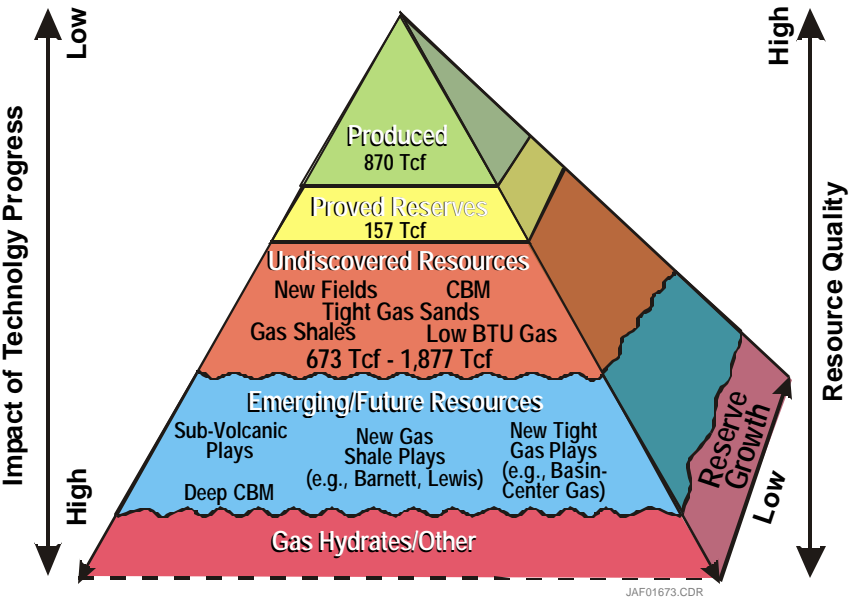 Low
High
Impact of Technolgy Progress
High
Resource Quality
Low
Produced
870 Tcf
Proved Reserves
157 Tcf
Undiscovered Resources
New Fields CBM
Tight Gas Sands
Gas Shales Low BTU Gas
673 Tcf - 1,877 Tcf
Emerging/Future Resources
Sub-Volcanic
Plays
Deep CBM
New Gas
Shale Plays
(e.g., Barnett, Lewis)
New Tight
Gas Plays
(e.g., Basin-
Center Gas)
Reserve
Growth
Gas Hydrates/Other
JAF01673.CDR